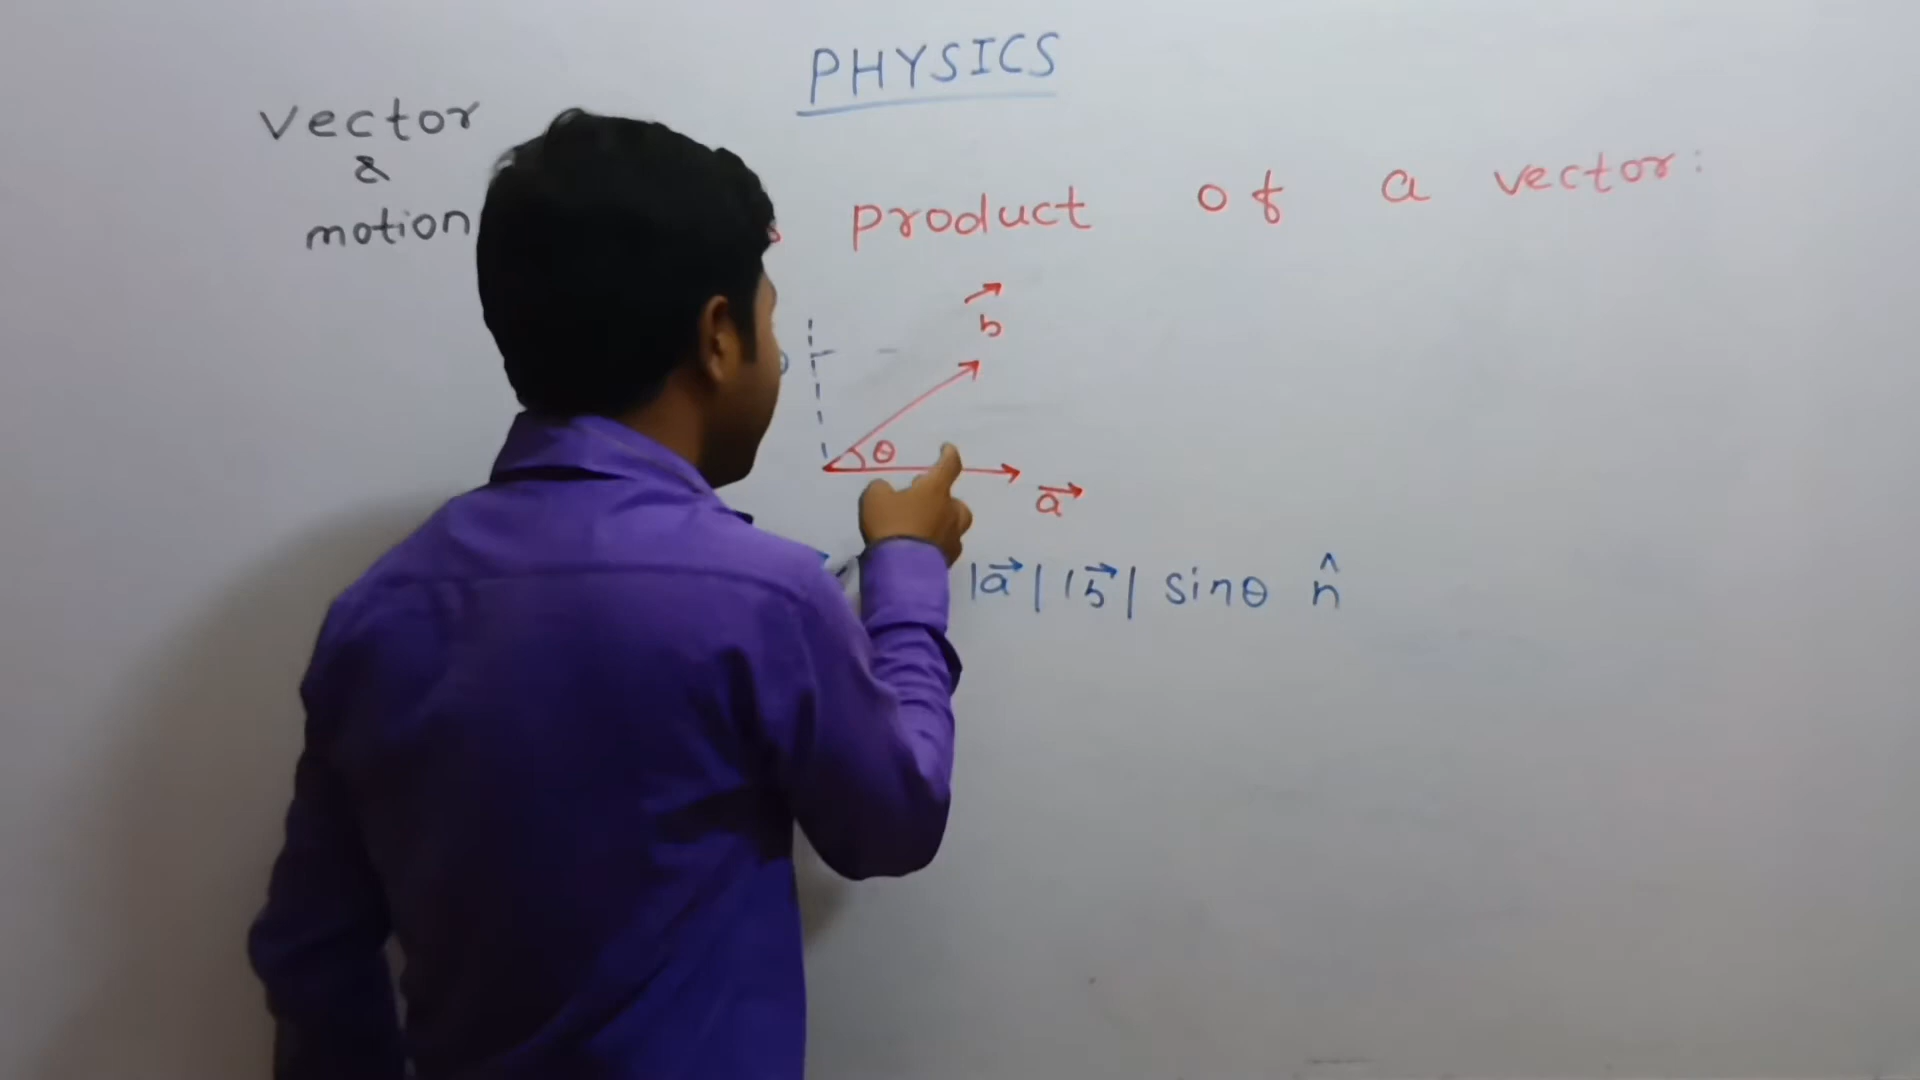 PHYSICS
vector
&
motion
product of a vector:
b
θ
a
|a⃗| |b⃗| sinθ n̂